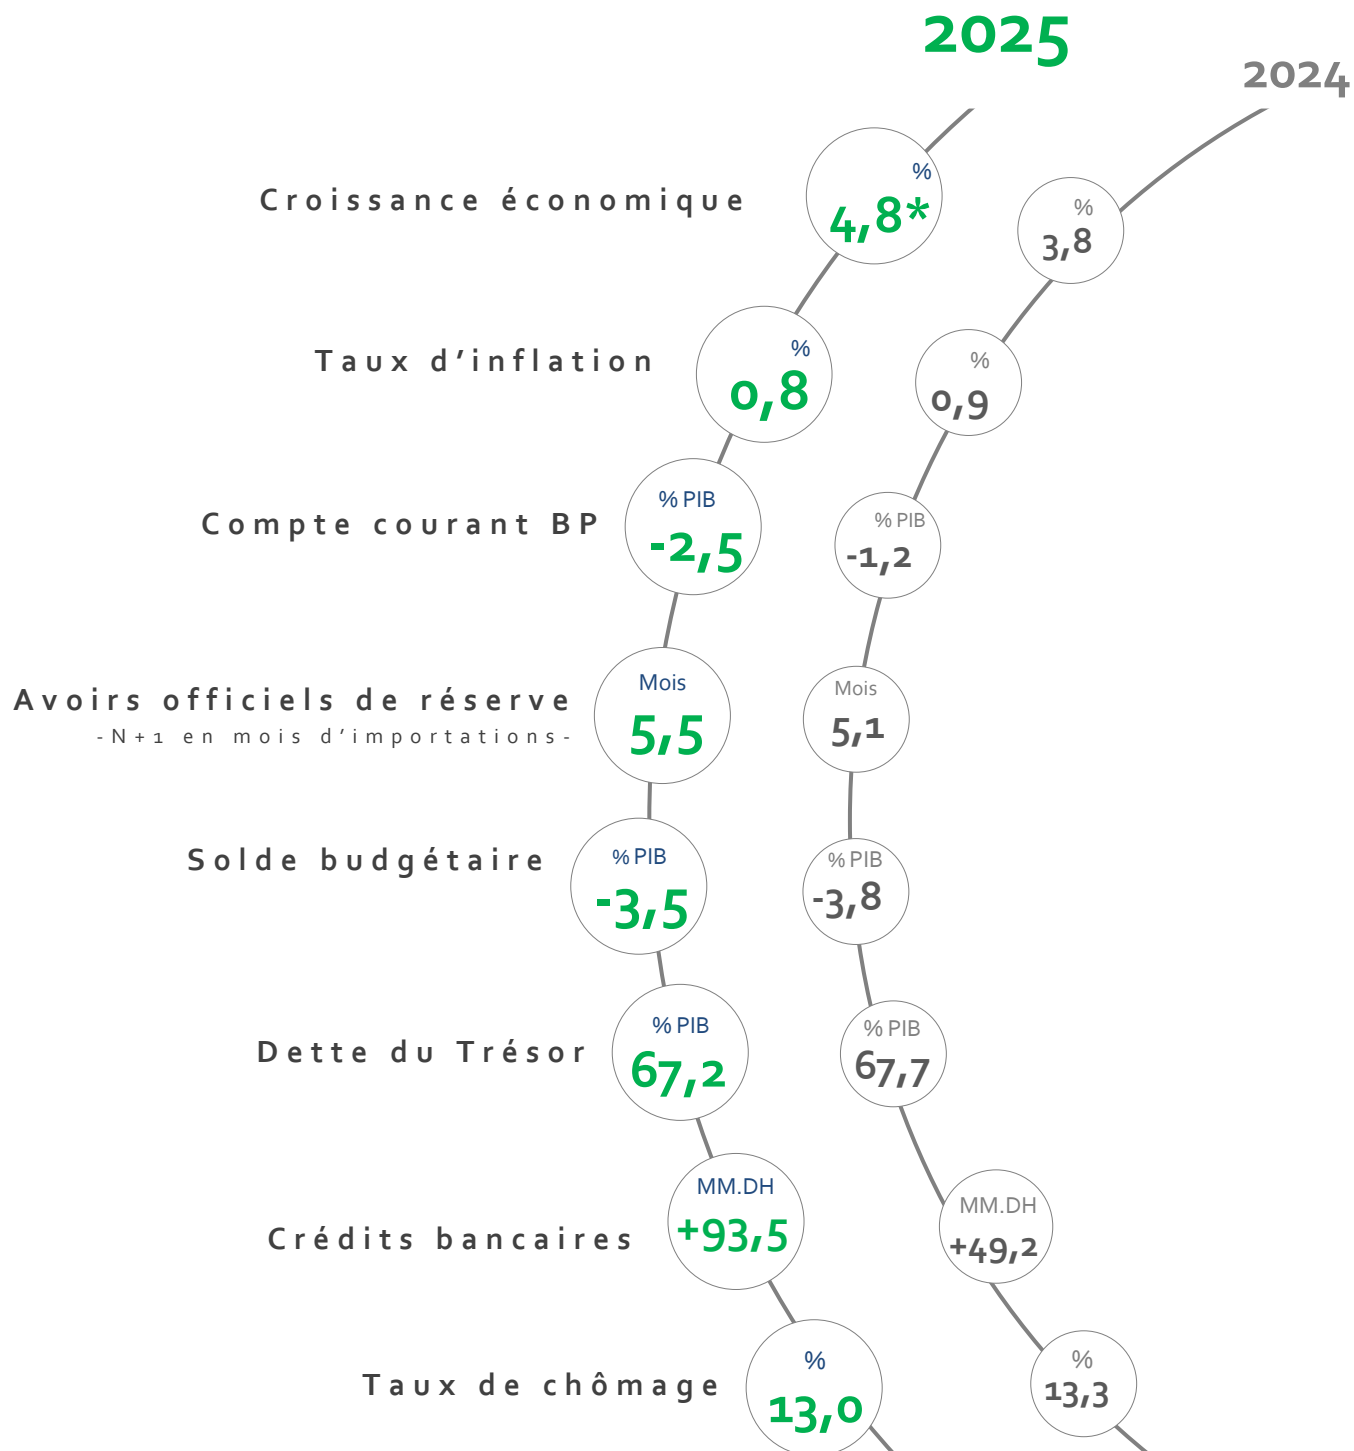 2025
2024
Croissance économique
%
4,8*
%
3,8
Taux d'inflation
%
0,8
%
0,9
Compte courant BP
% PIB
-2,5
% PIB
-1,2
Avoirs officiels de réserve
-N+1 en mois d'importations-
Mois
5,5
Mois
5,1
Solde budgétaire
% PIB
-3,5
% PIB
-3,8
Dette du Trésor
% PIB
67,2
% PIB
67,7
Crédits bancaires
MM.DH
+93,5
MM.DH
+49,2
Taux de chômage
%
13,0
%
13,3